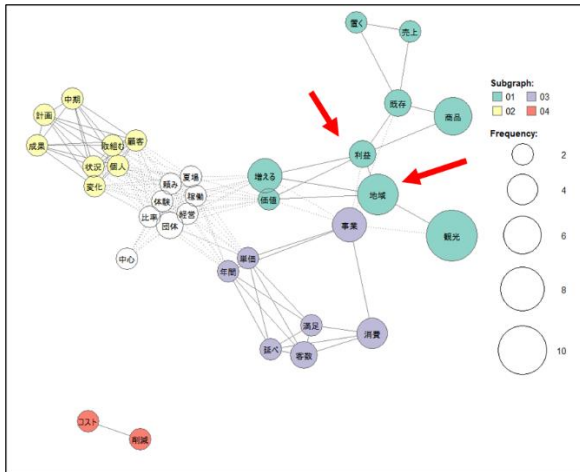 置く
売上
既存
商品
利益
地域
増える
価値
観光
事業
中期
計画
成果
取組む
顧客
状況
個人
変化
夏場
頼み
稼働
体験
比率
経営
団体
中心
単価
年間
満足
延べ
客数
消費
コスト
削減
Subgraph:
01 03
02 04
Frequency:
2
4
6
8
10